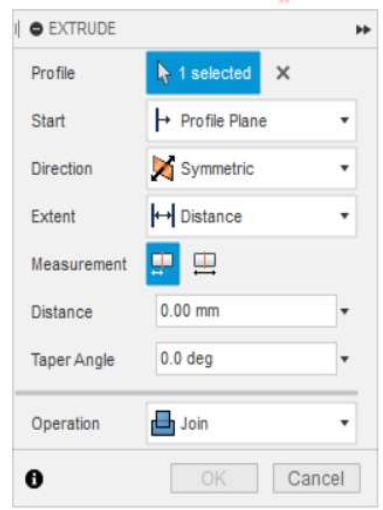 EXTRUDE
Profile 1 selected
Start Profile Plane
Direction Symmetric
Extent Distance
Measurement
Distance 0.00 mm
Taper Angle 0.0 deg
Operation Join
OK Cancel